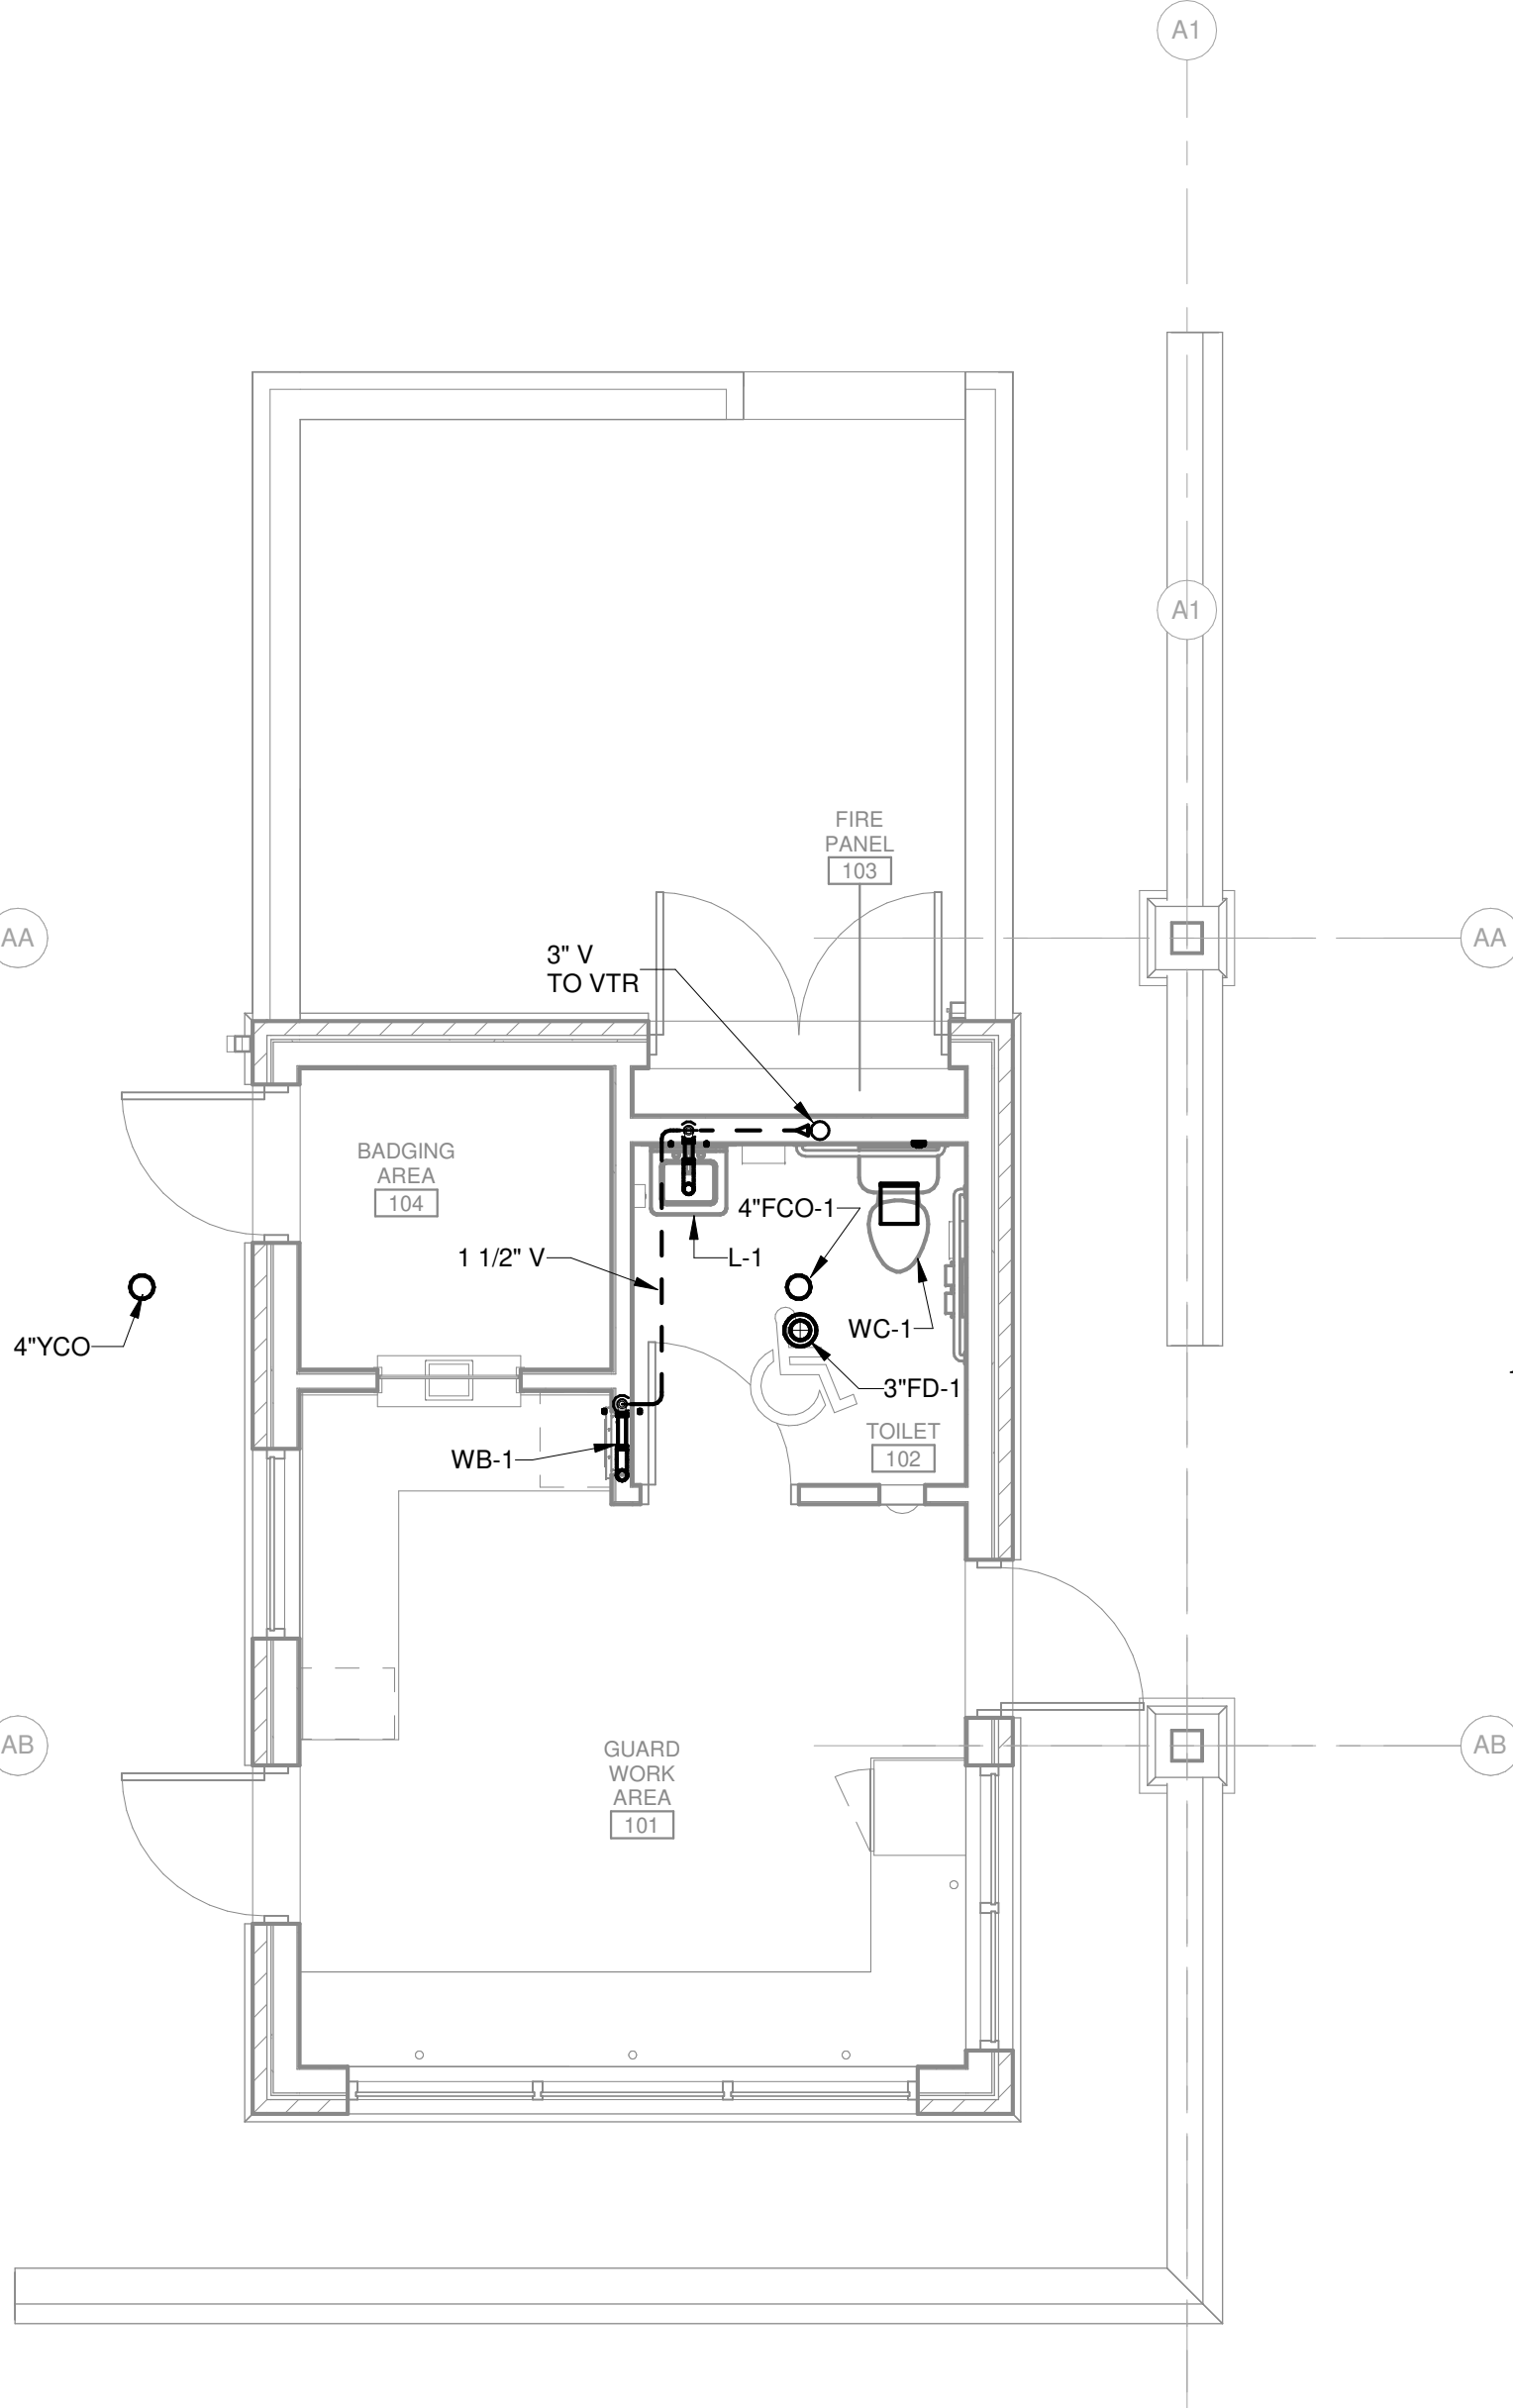 A1
A1
FIRE
PANEL
103
AA
AA
3" V
TO VTR
BADGING
AREA
104
4"FCO-1
1 1/2" V
L-1
WC-1
4"YCO
3"FD-1
TOILET
102
WB-1
AB
AB
GUARD
WORK
AREA
101